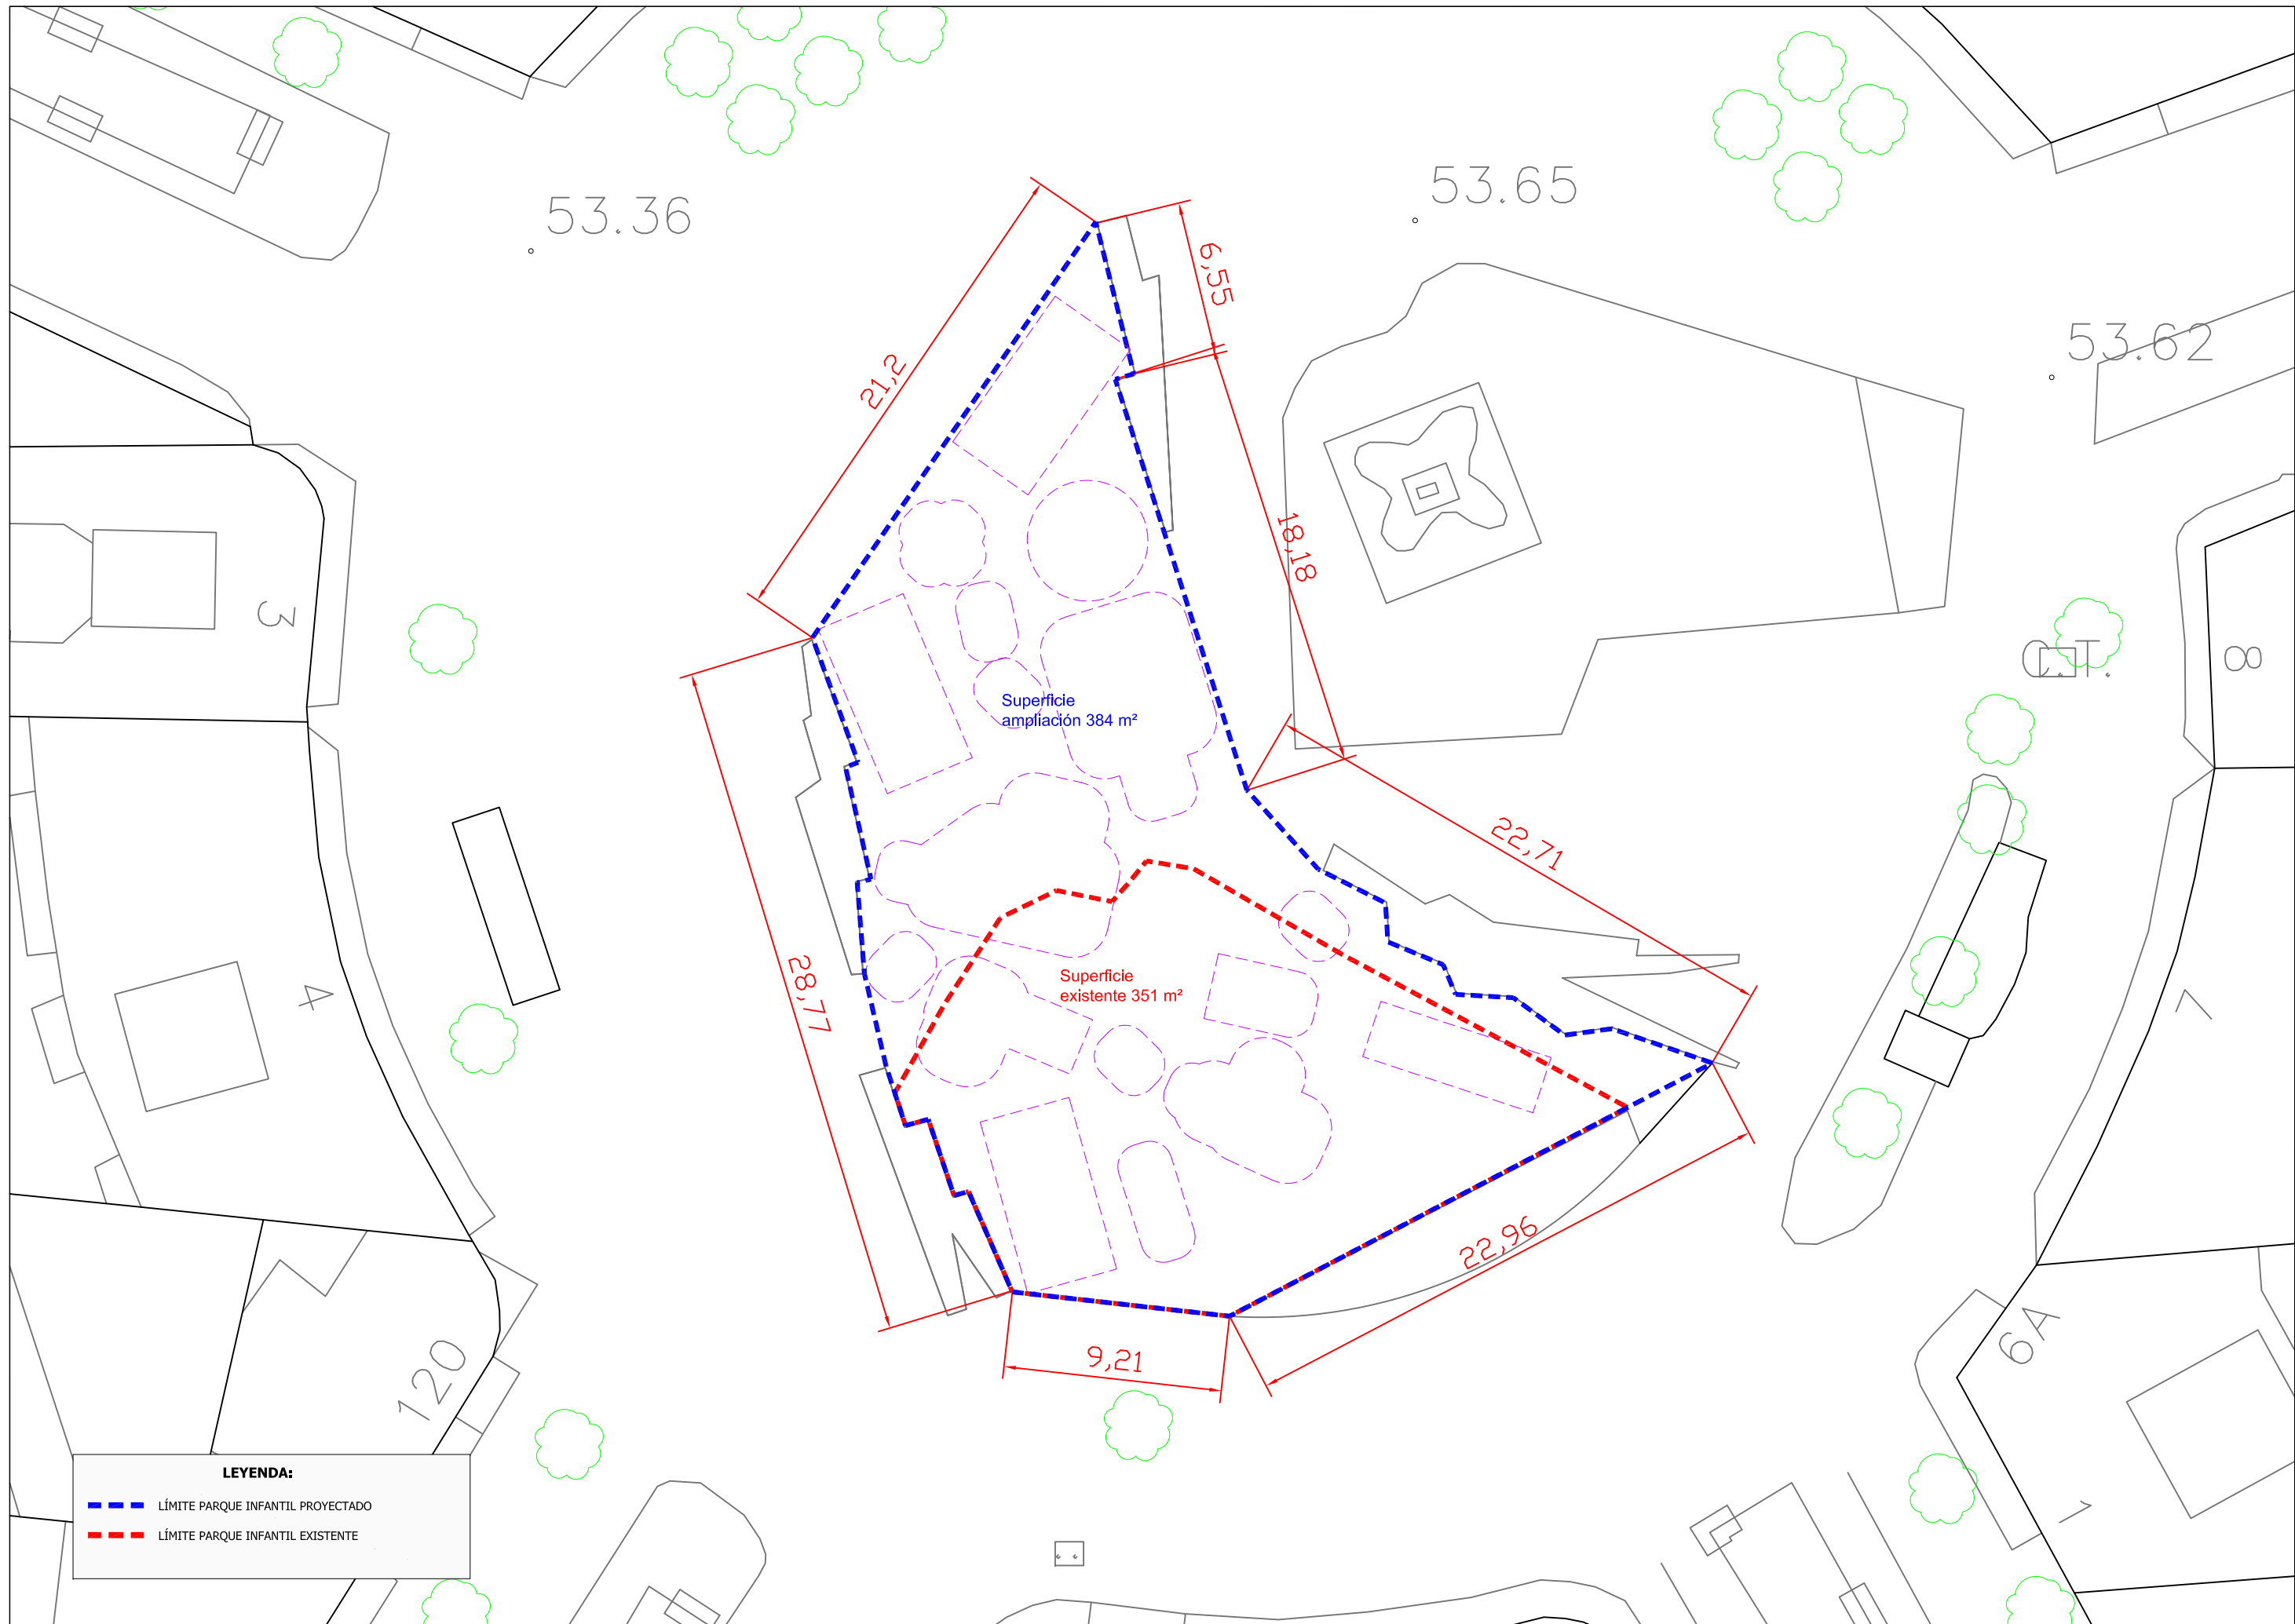 53.65
53.36
6,55
53.62
21,2
18,18
3
C.T.
8
Superficie
ampliación 384 m²
22,71
Superficie
existente 351 m²
28,77
4
7
22,96
9,21
6A
120
1
LEYENDA:
LÍMITE PARQUE INFANTIL PROYECTADO
LÍMITE PARQUE INFANTIL EXISTENTE